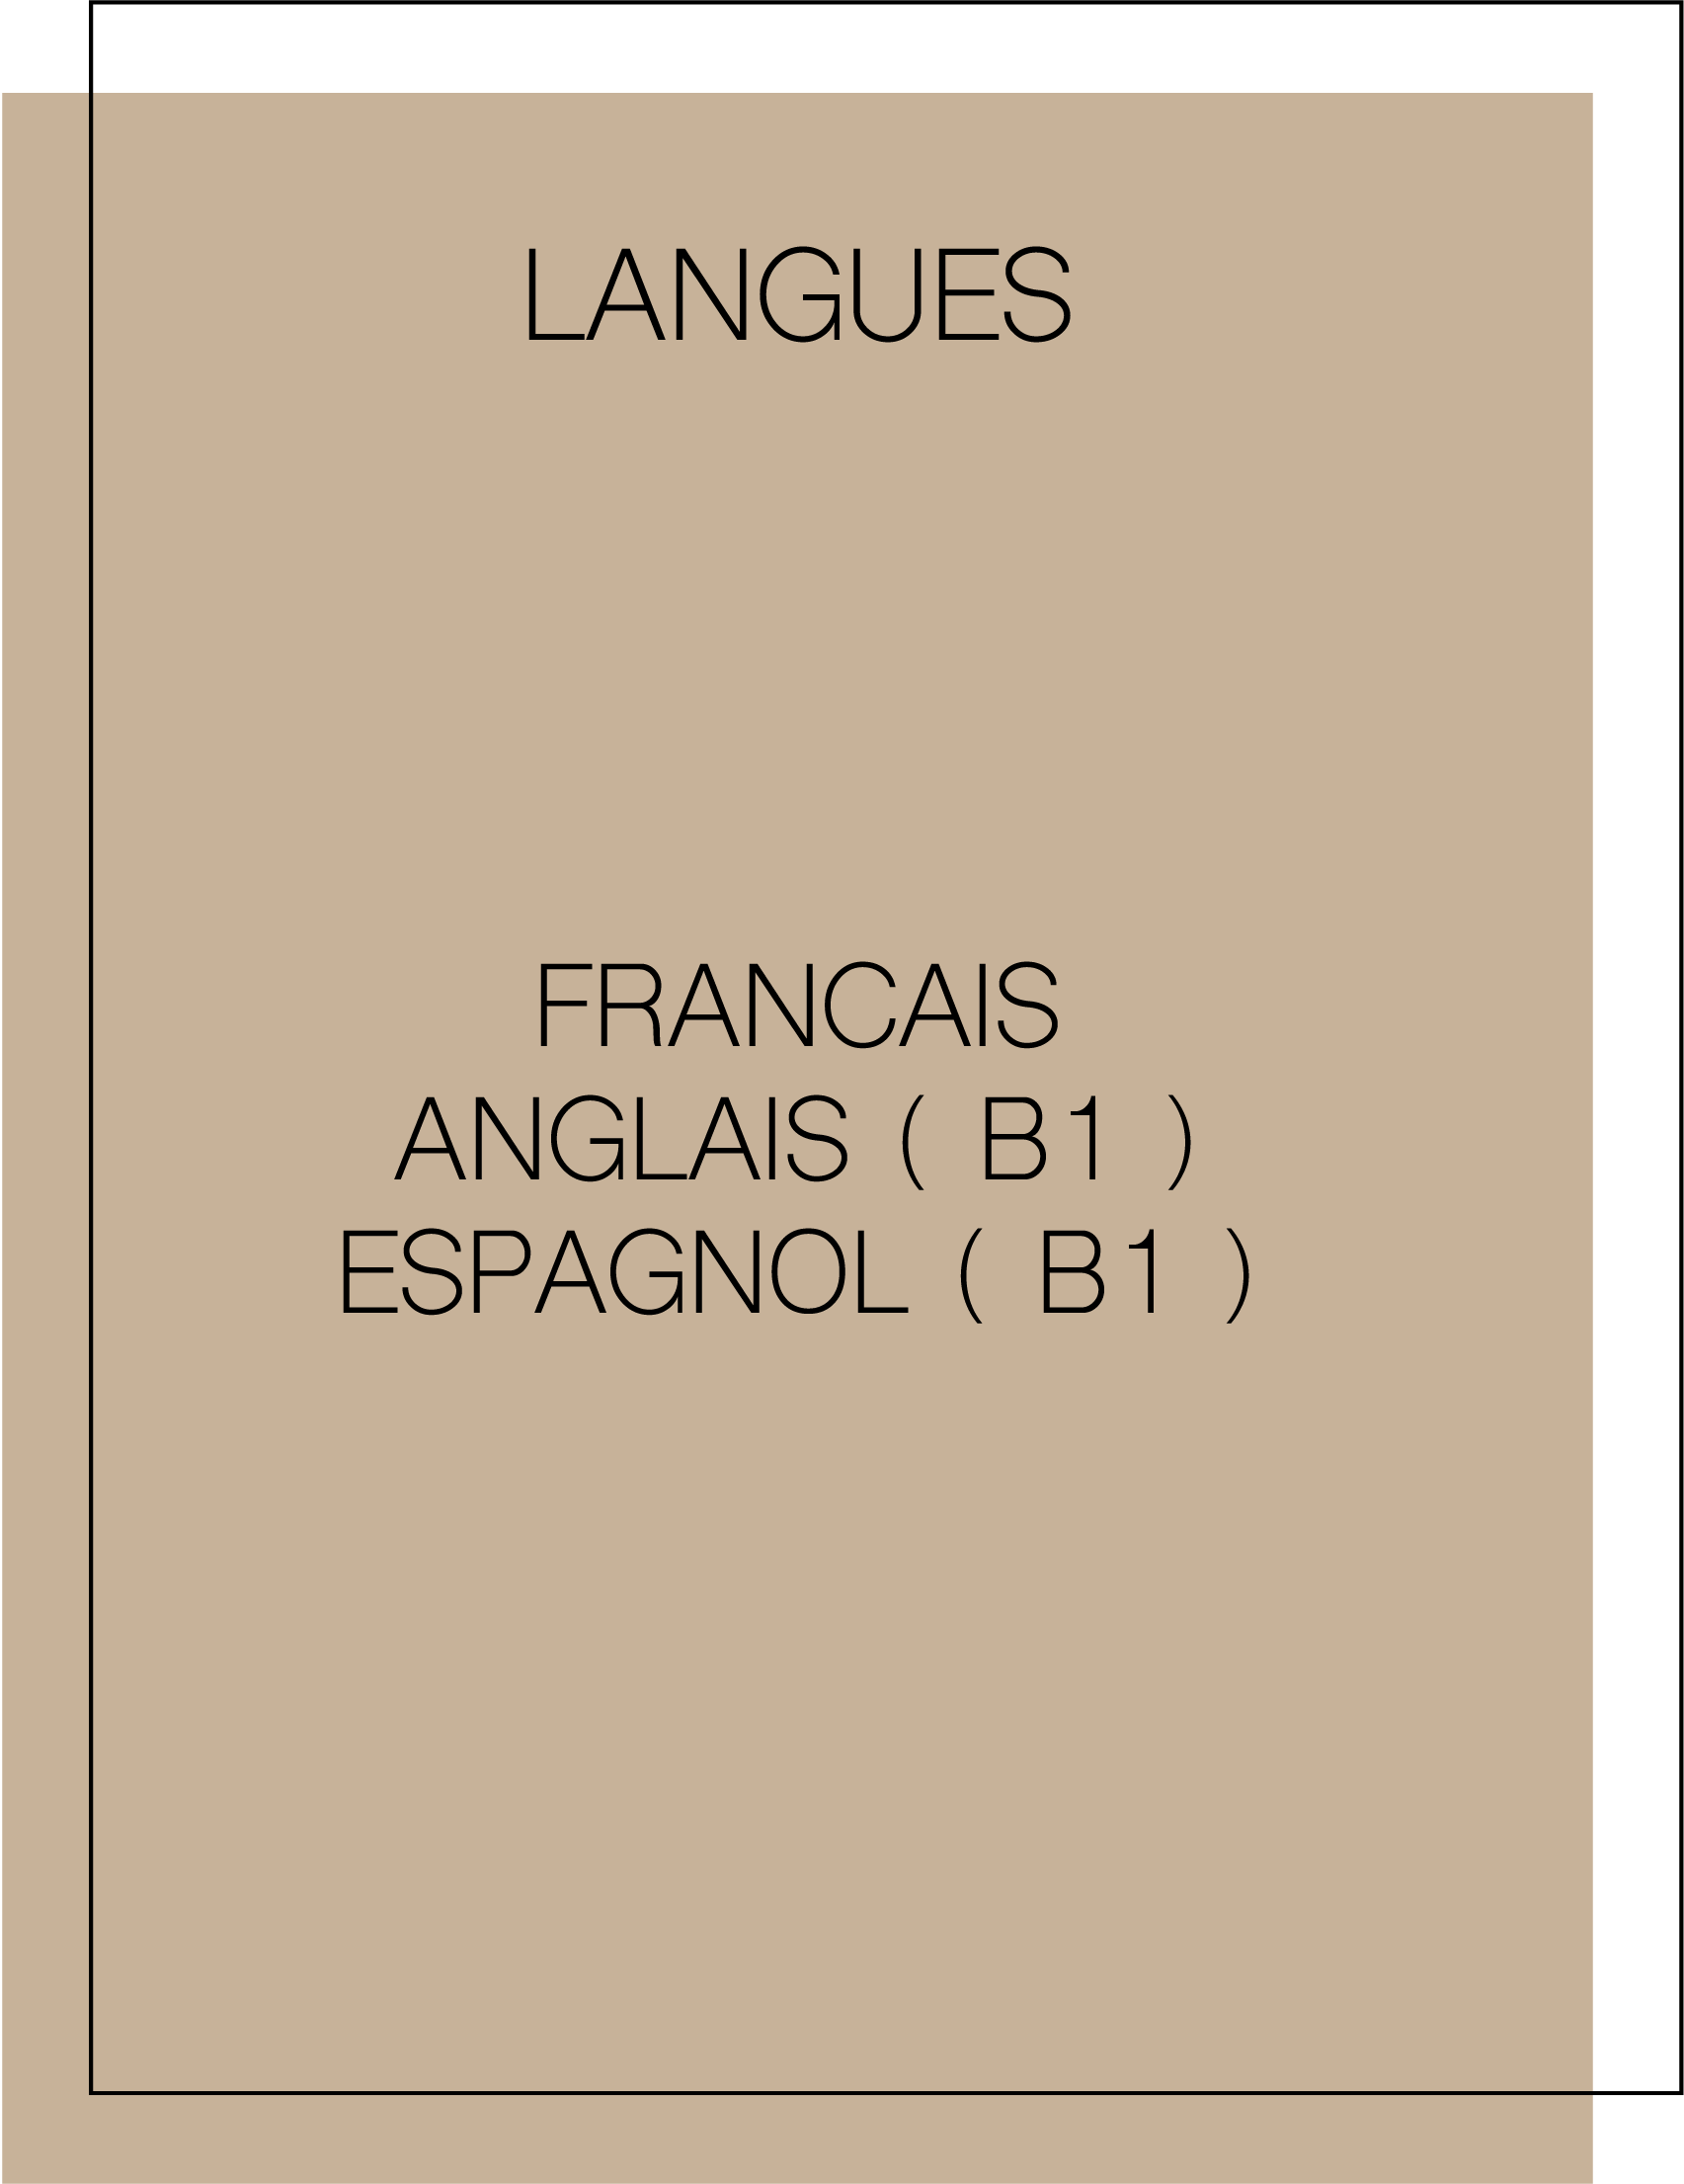 LANGUES
FRANCAIS
ANGLAIS ( B1 )
ESPAGNOL ( B1 )